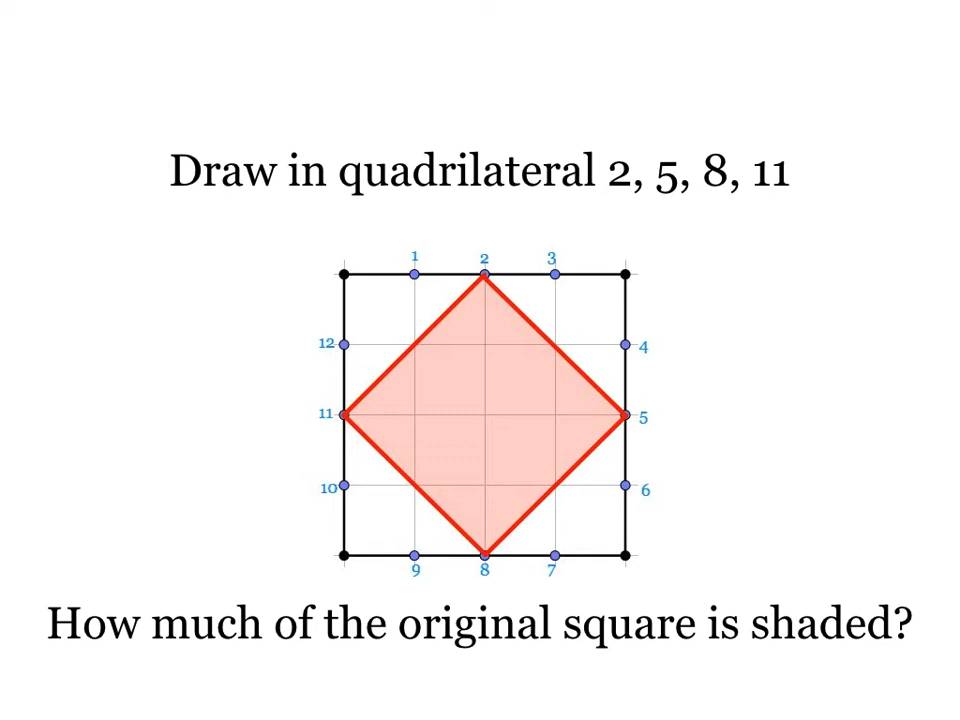 Draw in quadrilateral 2, 5, 8, 11
1 2 3
12 4
11 5
10 6
9 8 7
How much of the original square is shaded?